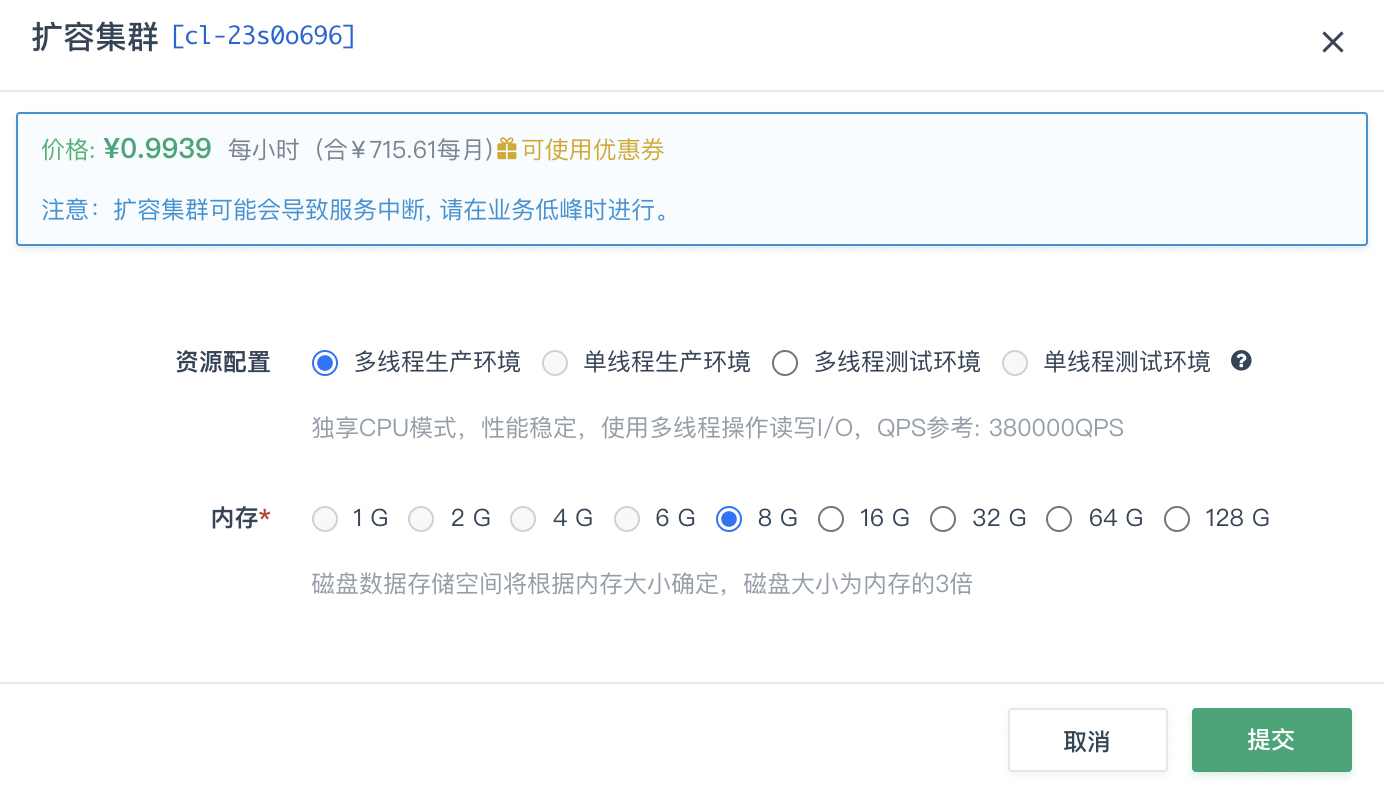 扩容集群 [cl-23s0o696]
价格: ¥0.9939 每小时（合￥715.61每月）可使用优惠券
注意：扩容集群可能会导致服务中断, 请在业务低峰时进行。
资源配置 多线程生产环境 单线程生产环境 多线程测试环境 单线程测试环境 ?
独享CPU模式，性能稳定，使用多线程操作读写I/O，QPS参考: 380000QPS
内存* 1 G 2 G 4 G 6 G 8 G 16 G 32 G 64 G 128 G
磁盘数据存储空间将根据内存大小确定，磁盘大小为内存的3倍
取消 提交